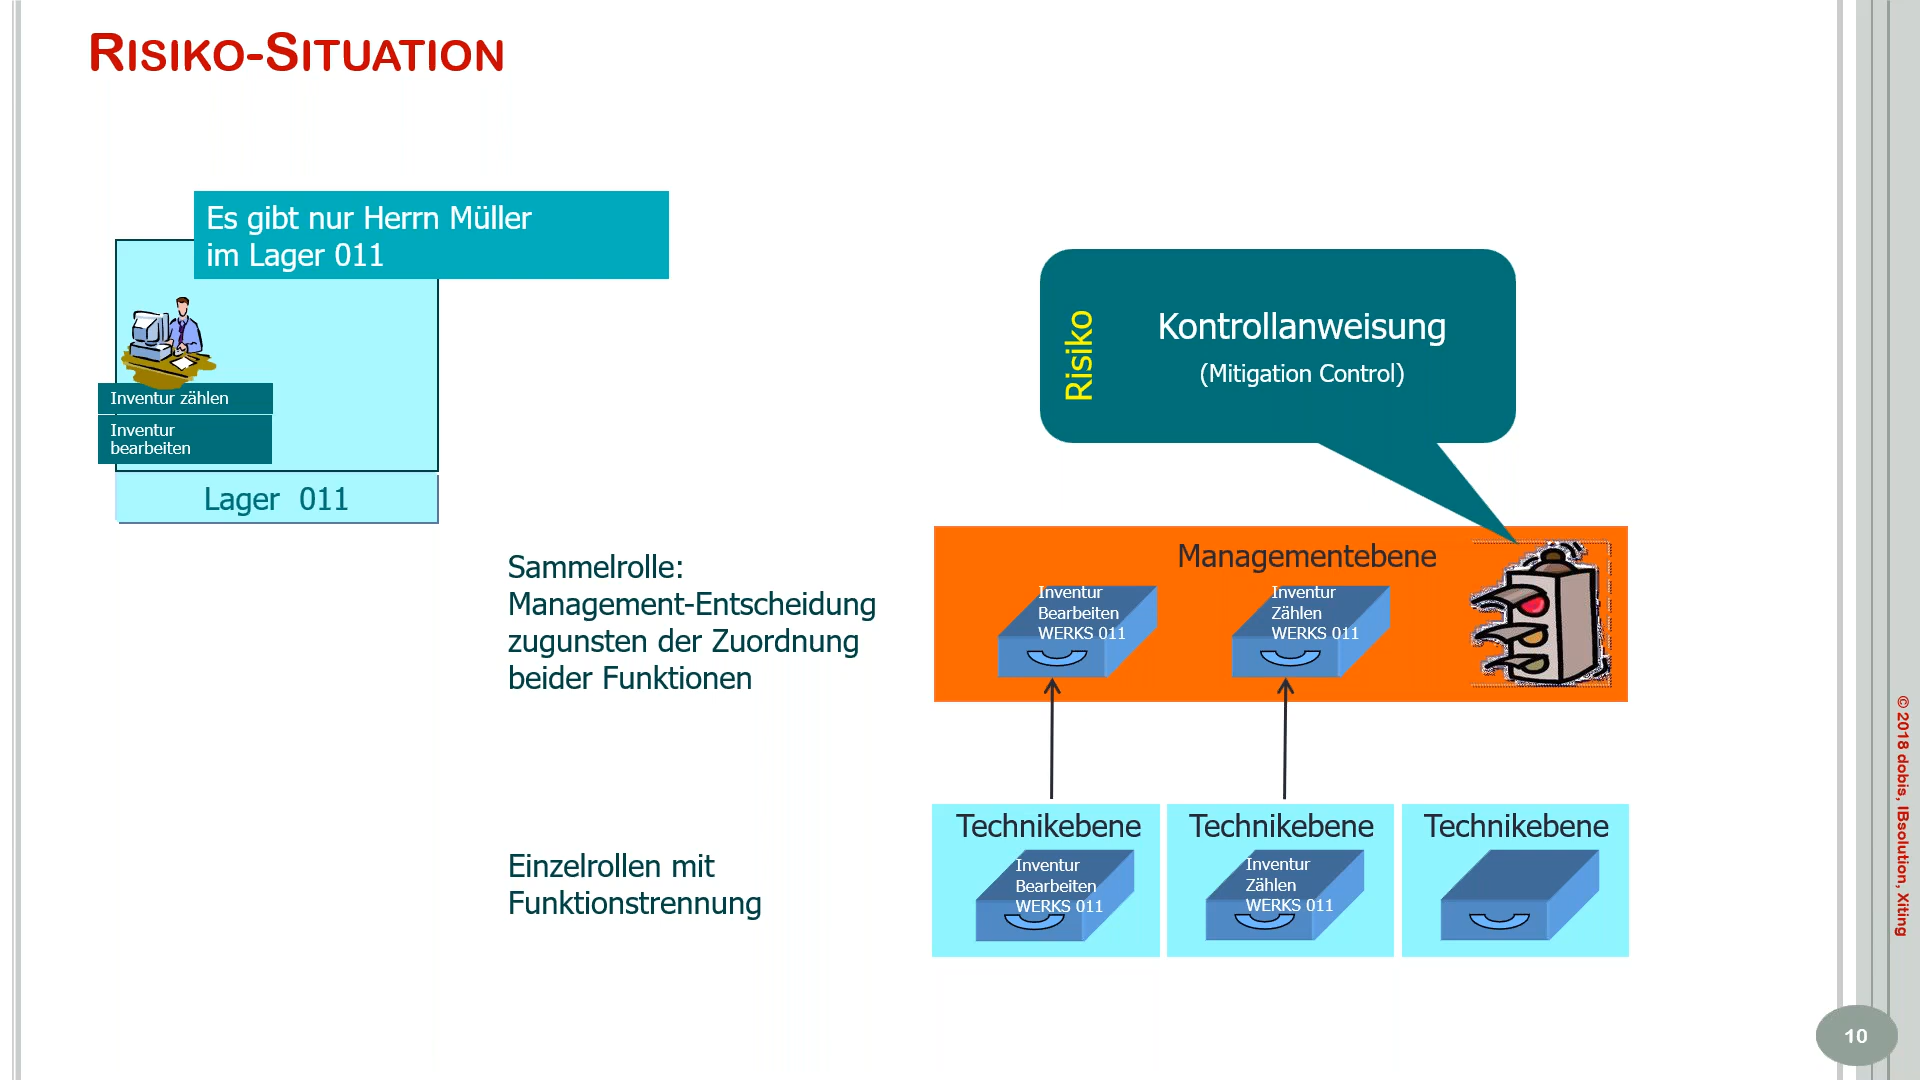 RISIKO-SITUATION
Es gibt nur Herrn Müller
im Lager 011
Inventur zählen
Inventur
bearbeiten
Lager 011
Risiko
Kontrollanweisung
(Mitigation Control)
Sammelrolle:
Management-Entscheidung
zugunsten der Zuordnung
beider Funktionen
Managementebene
Inventur
Bearbeiten
WERKS 011
Inventur
Zählen
WERKS 011
Einzelrollen mit
Funktionstrennung
Technikebene
Inventur
Bearbeiten
WERKS 011
Technikebene
Inventur
Zählen
WERKS 011
Technikebene
© 2018 dobis, IBsolution, Xiting
10